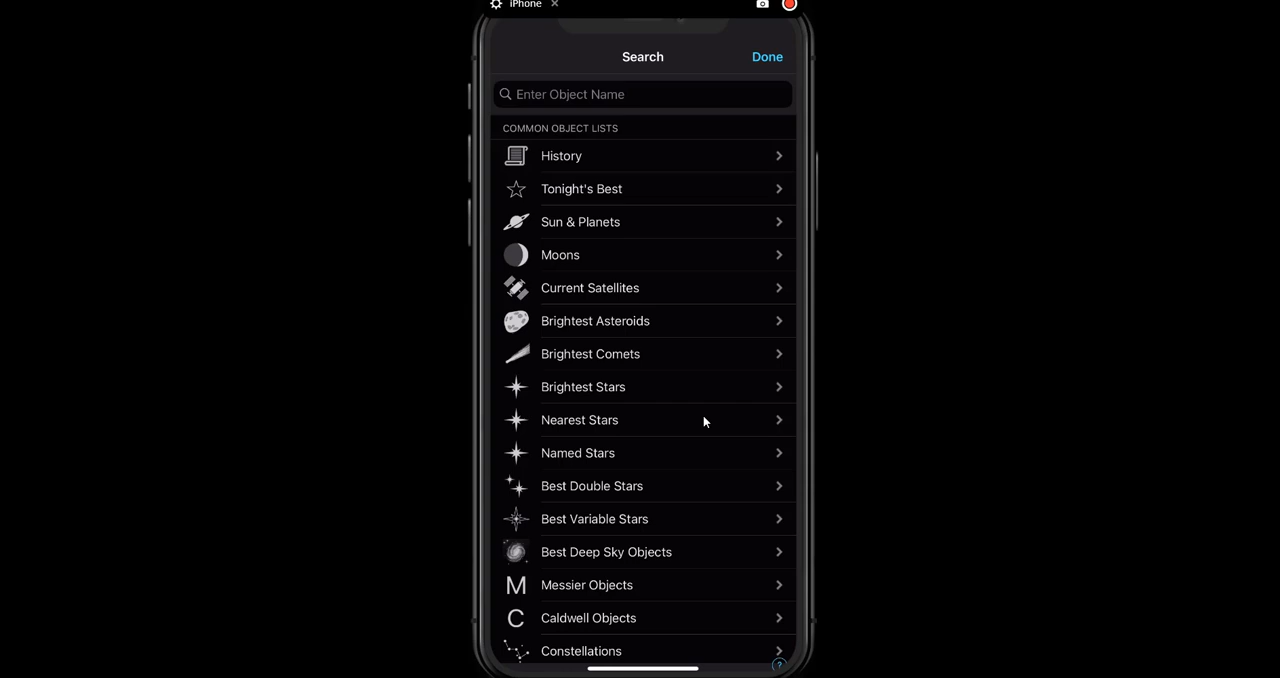 iPhone
Search
Done
Enter Object Name
COMMON OBJECT LISTS
History
Tonight's Best
Sun & Planets
Moons
Current Satellites
Brightest Asteroids
Brightest Comets
Brightest Stars
Nearest Stars
Named Stars
Best Double Stars
Best Variable Stars
Best Deep Sky Objects
M Messier Objects
C Caldwell Objects
Constellations
?